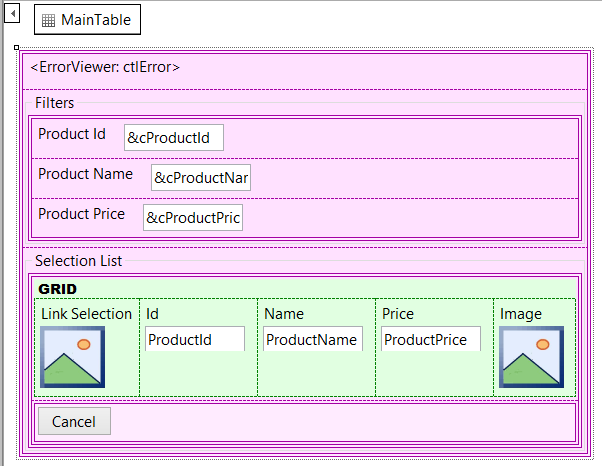 MainTable
<ErrorViewer: ctlError>
Filters
Product Id &cProductId
Product Name &cProductNar
Product Price &cProductPric
Selection List
GRID
Link Selection Id Name Price Image
ProductId ProductName ProductPrice
Cancel